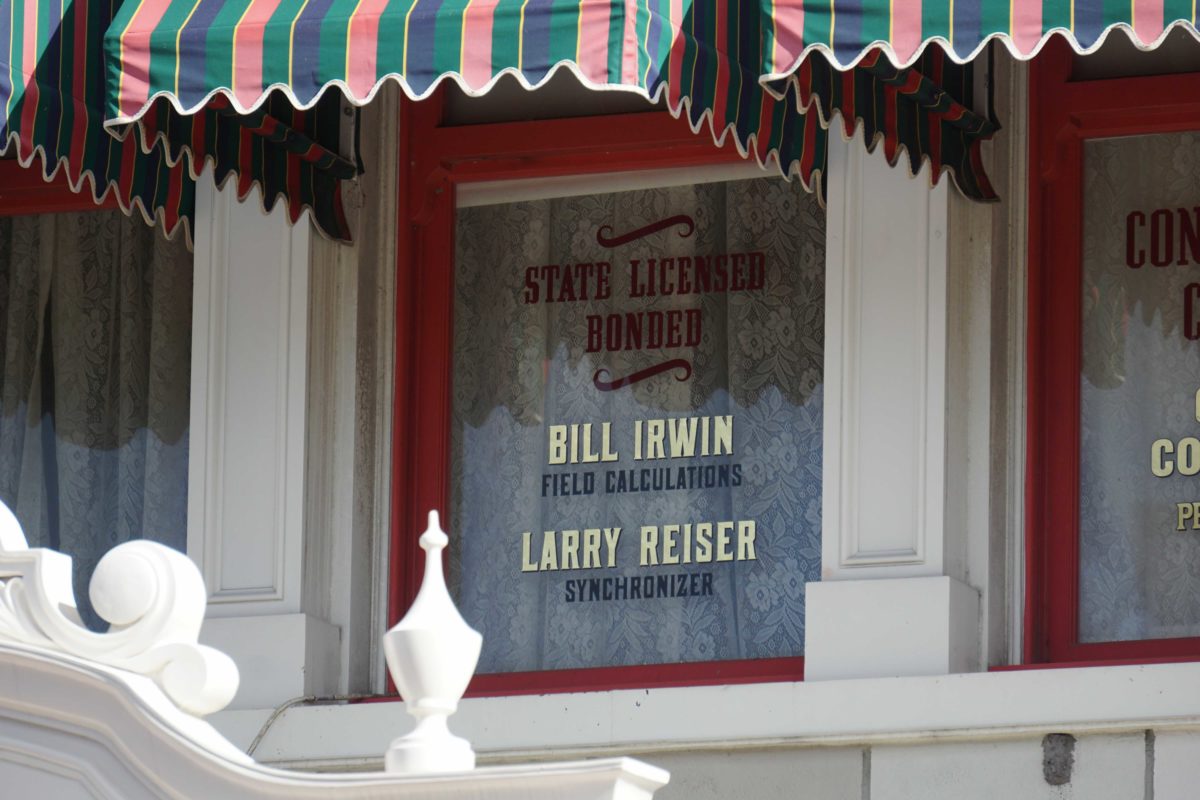 STATE LICENSED
BONDED
BILL IRWIN
FIELD CALCULATIONS
LARRY REISER
SYNCHRONIZER